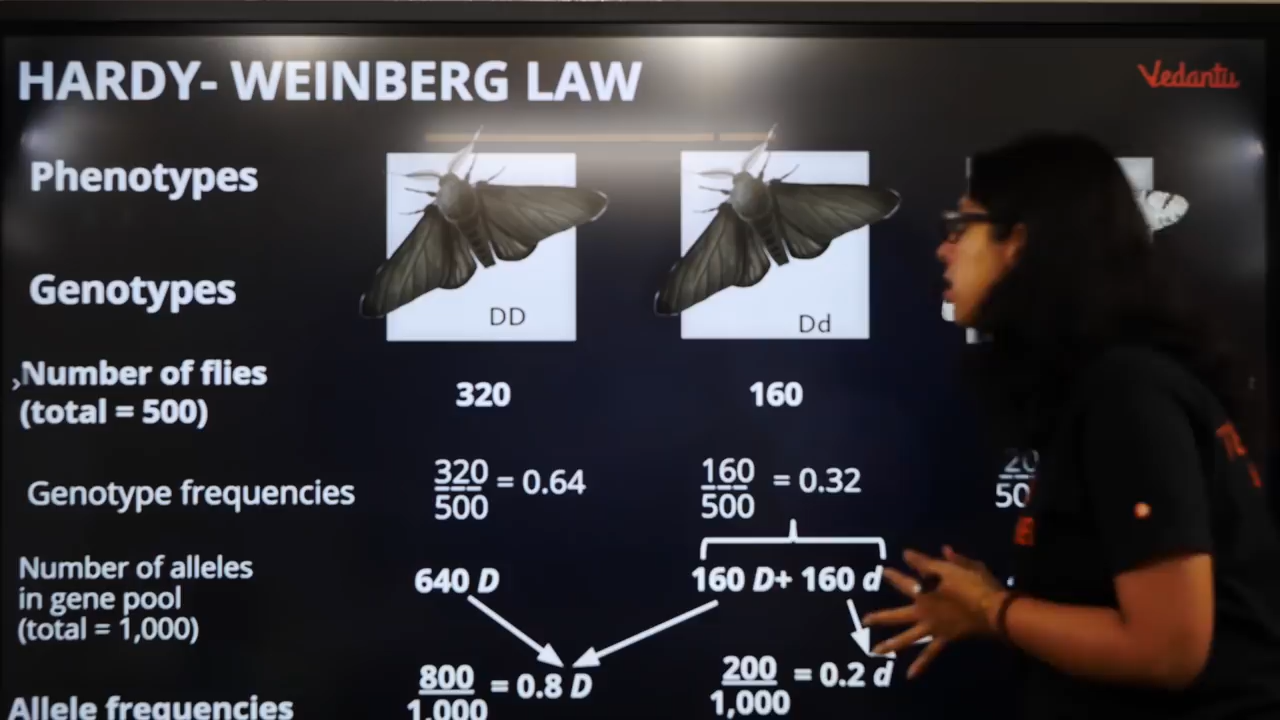 HARDY- WEINBERG LAW
Vedantu
Phenotypes
Genotypes
DD
Dd
Number of flies
(total = 500)
320
160
Genotype frequencies
320
500
= 0.64
160
500
= 0.32
20
50
Number of alleles
in gene pool
(total = 1,000)
640 D
160 D+ 160 d
800
1,000
= 0.8 D
200
1,000
= 0.2 d
Allele frequencies